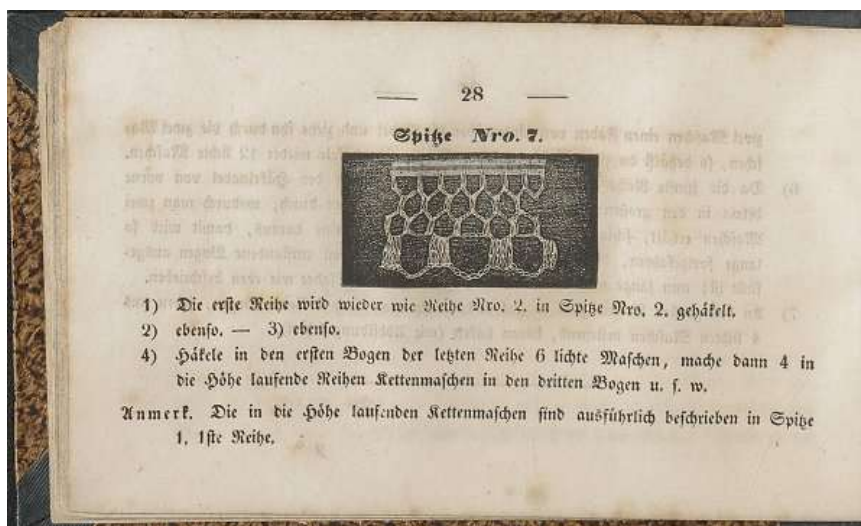 — 28 —
Spitze Nro. 7.
1) Die erste Reihe wird wieder wie Reihe Nro. 2. in Spitze Nro. 2. gehäkelt.
2) ebenso. — 3) ebenso.
4) Häkele in den ersten Bogen der letzten Reihe 6 lichte Maschen, mache dann 4 in
die Höhe laufende Reihen Kettenmaschen in den dritten Bogen u. s. w.
Anmerk. Die in die Höhe laufenden Kettenmaschen sind ausführlich beschrieben in Spitze
1, 1ste Reihe.